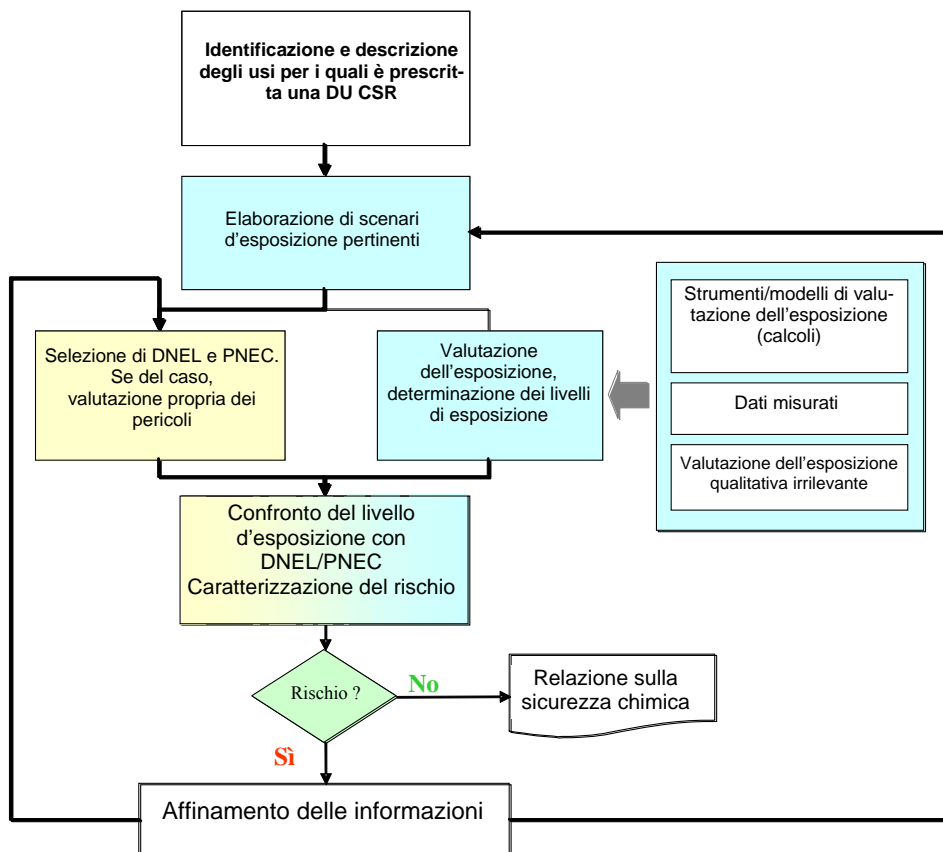 Identificazione e descrizione
degli usi per i quali è prescrit-
ta una DU CSR
Elaborazione di scenari
d'esposizione pertinenti
Strumenti/modelli di valu-
tazione dell'esposizione
(calcoli)
Dati misurati
Valutazione dell'esposizione
qualitativa irrilevante
Selezione di DNEL e PNEC.
Se del caso,
valutazione propria dei
pericoli
Valutazione
dell'esposizione,
determinazione dei livelli
di esposizione
Confronto del livello
d'esposizione con
DNEL/PNEC
Caratterizzazione del rischio
Rischio ?
No
Relazione sulla
sicurezza chimica
Sì
Affinamento delle informazioni